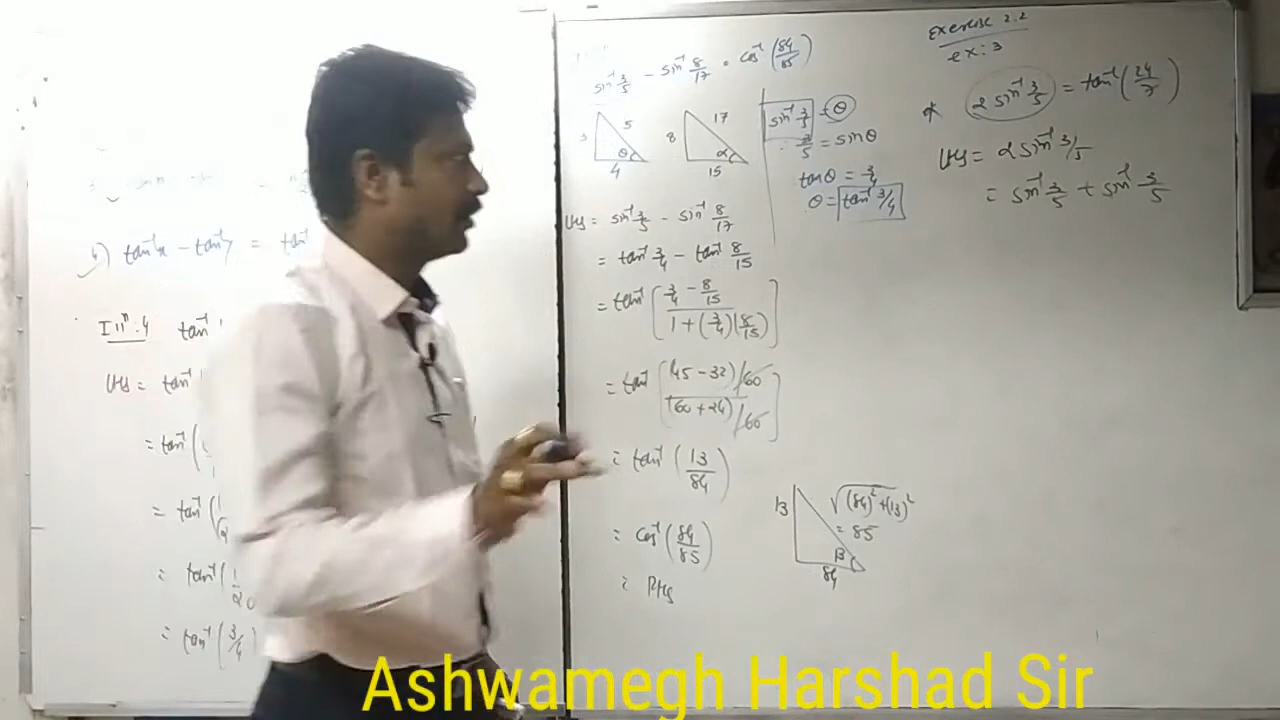 4) tan⁻¹x − tan⁻¹y = tan⁻¹
Illⁿ. 4 tan⁻¹
LHS = tan⁻¹
= tan⁻¹(
= tan⁻¹(
= tan⁻¹(
= tan⁻¹(3/4)
sin⁻¹ 3/5 − sin⁻¹ 8/17 = cos⁻¹(84/85)
3 5 θ 4
8 17 α 15
sin⁻¹ 3/5 = θ
∴ 3/5 = sinθ
tanθ = 3/4
θ = tan⁻¹ 3/4
LHS = sin⁻¹ 3/5 − sin⁻¹ 8/17
= tan⁻¹ 3/4 − tan⁻¹ 8/15
= tan⁻¹ [ (3/4 − 8/15) / (1 + (3/4)(8/15)) ]
= tan⁻¹ [ (45 − 32)/60 / (60 + 24)/60 ]
= tan⁻¹ (13/84)
= cos⁻¹ (84/85)
= RHS
13 √(84)² + (13)²
= 85
84
Exercise 2.2
ex: 3
* 2 sin⁻¹ 3/5 = tan⁻¹(24/7)
LHS = 2 sin⁻¹ 3/5
= sin⁻¹ 3/5 + sin⁻¹ 3/5
Ashwamegh Harshad Sir